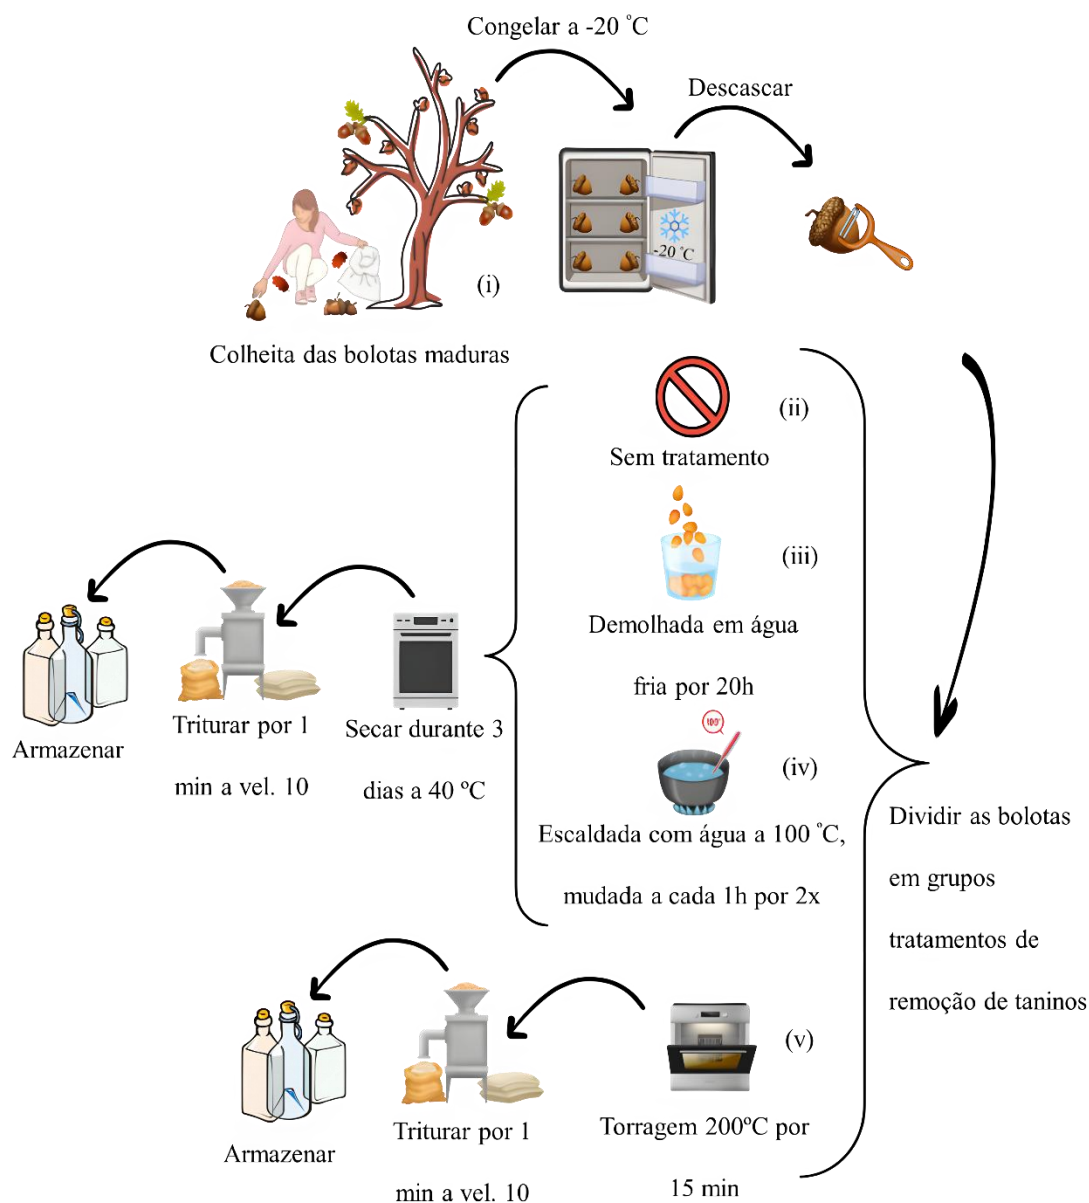 Congelar a -20 °C
Descascar
-20 °C
(i)
Colheita das bolotas maduras
(ii)
Sem tratamento
(iii)
Demolhada em água
fria por 20h
100°
(iv)
Escaldada com água a 100 °C,
mudada a cada 1h por 2x
Dividir as bolotas
em grupos
tratamentos de
remoção de taninos
Secar durante 3
dias a 40 ºC
Triturar por 1
min a vel. 10
Armazenar
(v)
Torragem 200ºC por
15 min
Triturar por 1
min a vel. 10
Armazenar